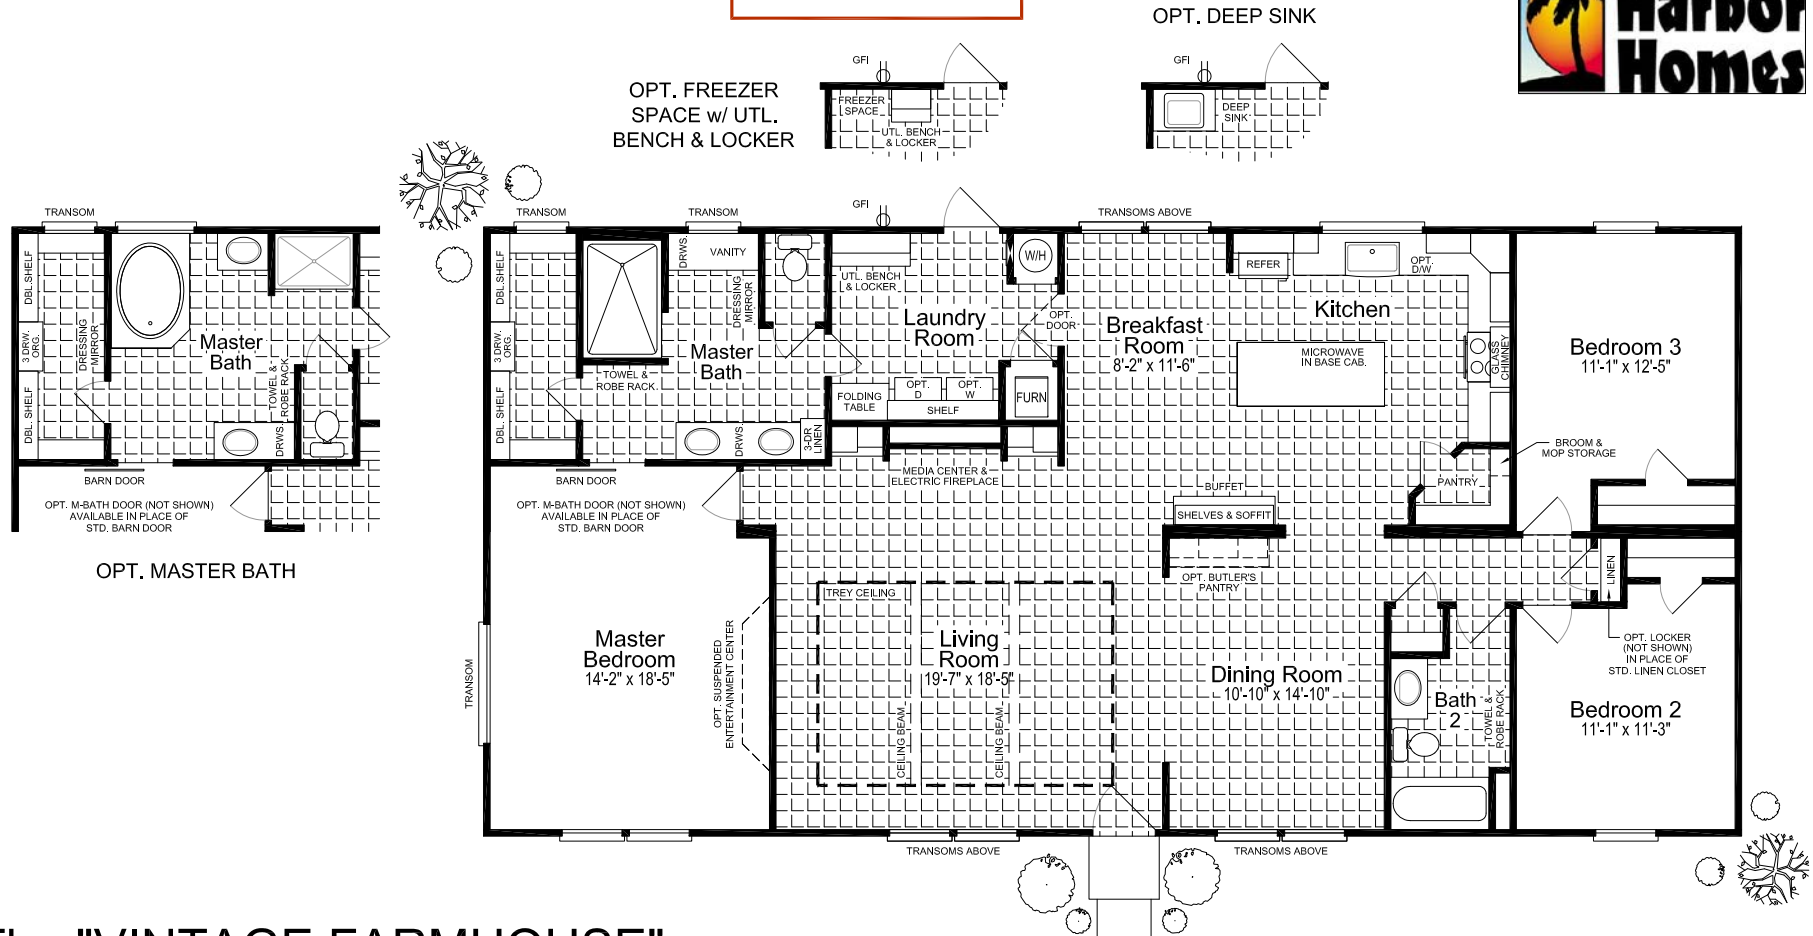 OPT. DEEP SINK
Harbor
Homes
OPT. FREEZER
SPACE w/ UTL.
BENCH & LOCKER
GFI
FREEZER
SPACE
UTL. BENCH
& LOCKER
GFI
DEEP
SINK
TRANSOM
DBL.SHELF
3 DRW.
ORG.
DBL. SHELF
DRESSING
MIRROR
Master
Bath
TOWEL &
ROBE RACK
DRWS.
BARN DOOR
OPT. M-BATH DOOR (NOT SHOWN)
AVAILABLE IN PLACE OF
STD. BARN DOOR
OPT. MASTER BATH
TRANSOM
TRANSOM
GFI
TRANSOMS ABOVE
DBL.SHELF
3 DRW.
ORG.
DBL. SHELF
DRWS.
VANITY
DRESSING
MIRROR
Master
Bath
TOWEL &
ROBE RACK
DRWS.
3-DR
LINEN
UTL. BENCH
& LOCKER
Laundry
Room
W/H
OPT.
DOOR
FOLDING
TABLE
OPT.
D
OPT.
W
SHELF
FURN
Breakfast
Room
8'-2" x 11'-6"
REFER
OPT.
D/W
Kitchen
MICROWAVE
IN BASE CAB.
GLASS
CHIMNEY
Bedroom 3
11'-1" x 12'-5"
BROOM &
MOP STORAGE
PANTRY
BARN DOOR
OPT. M-BATH DOOR (NOT SHOWN)
AVAILABLE IN PLACE OF
STD. BARN DOOR
MEDIA CENTER &
ELECTRIC FIREPLACE
BUFFET
SHELVES & SOFFIT
OPT. BUTLER'S
PANTRY
LINEN
TRANSOM
Master
Bedroom
14'-2" x 18'-5"
OPT. SUSPENDED
ENTERTAINMENT CENTER
TREY CEILING
Living
Room
19'-7" x 18'-5"
CEILING BEAM
CEILING BEAM
Dining Room
10'-10" x 14'-10"
Bath
2
TOWEL &
ROBE RACK
OPT. LOCKER
(NOT SHOWN)
IN PLACE OF
STD. LINEN CLOSET
Bedroom 2
11'-1" x 11'-3"
TRANSOMS ABOVE
TRANSOMS ABOVE
"VINTAGE FARMHOUSE"